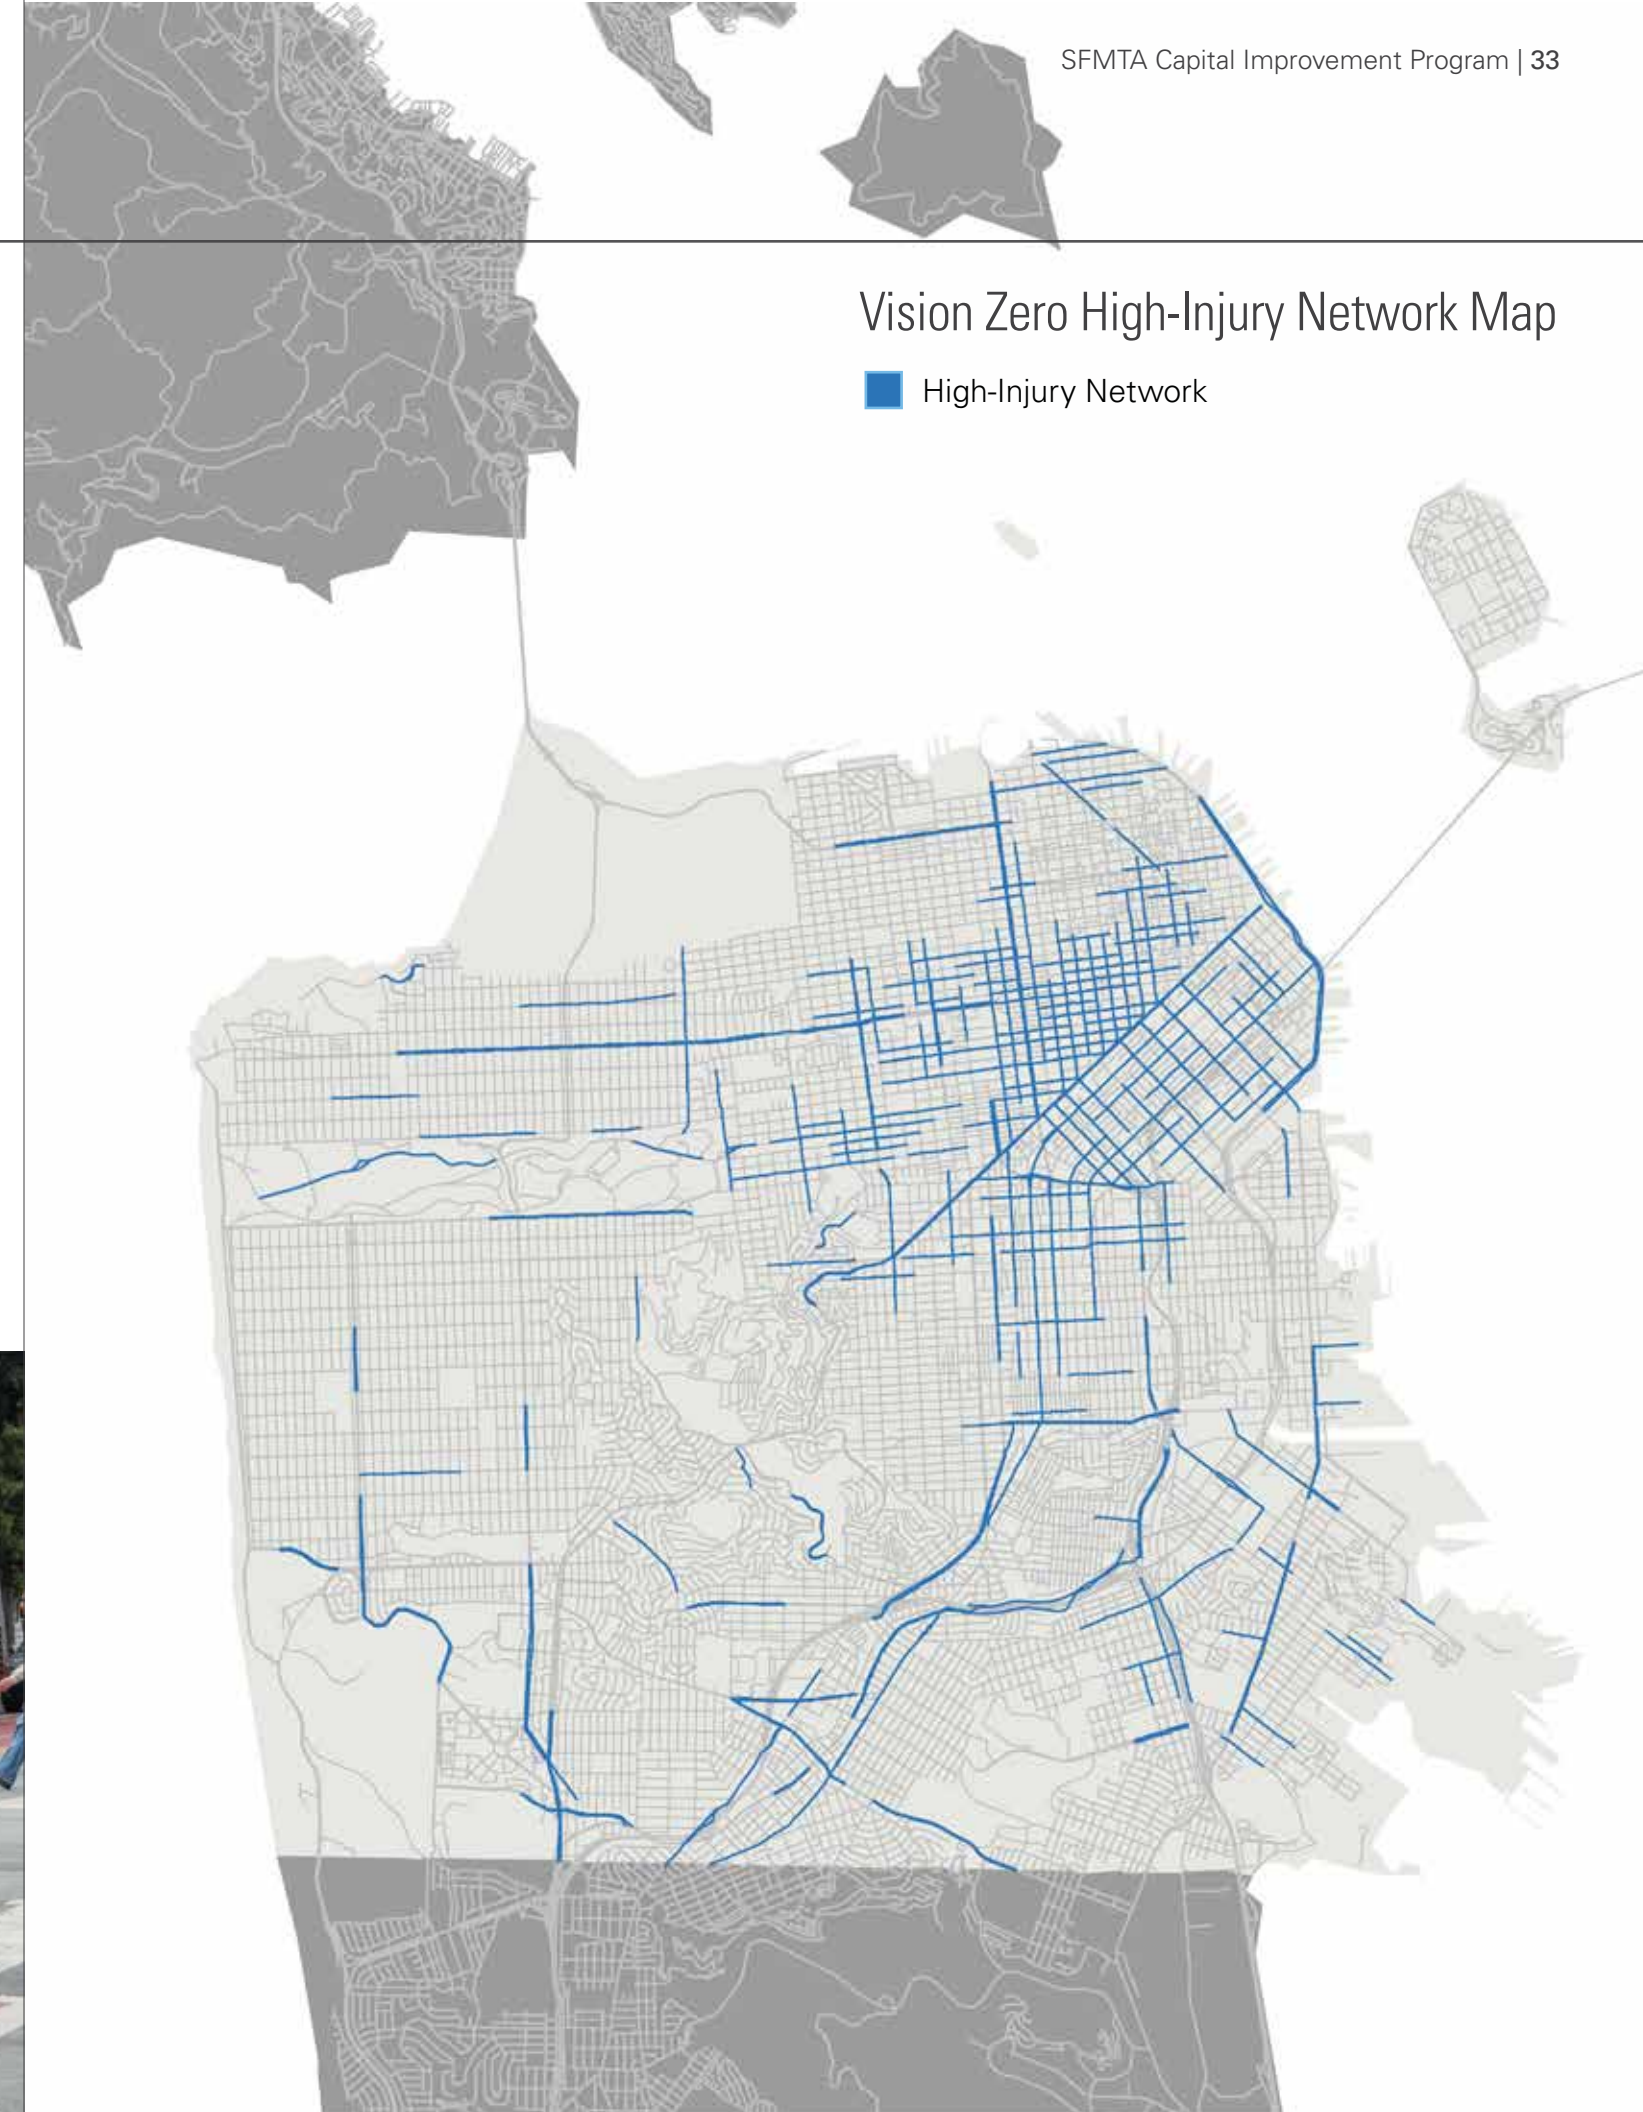 SFMTA Capital Improvement Program | 33
Vision Zero High-Injury Network Map
High-Injury Network